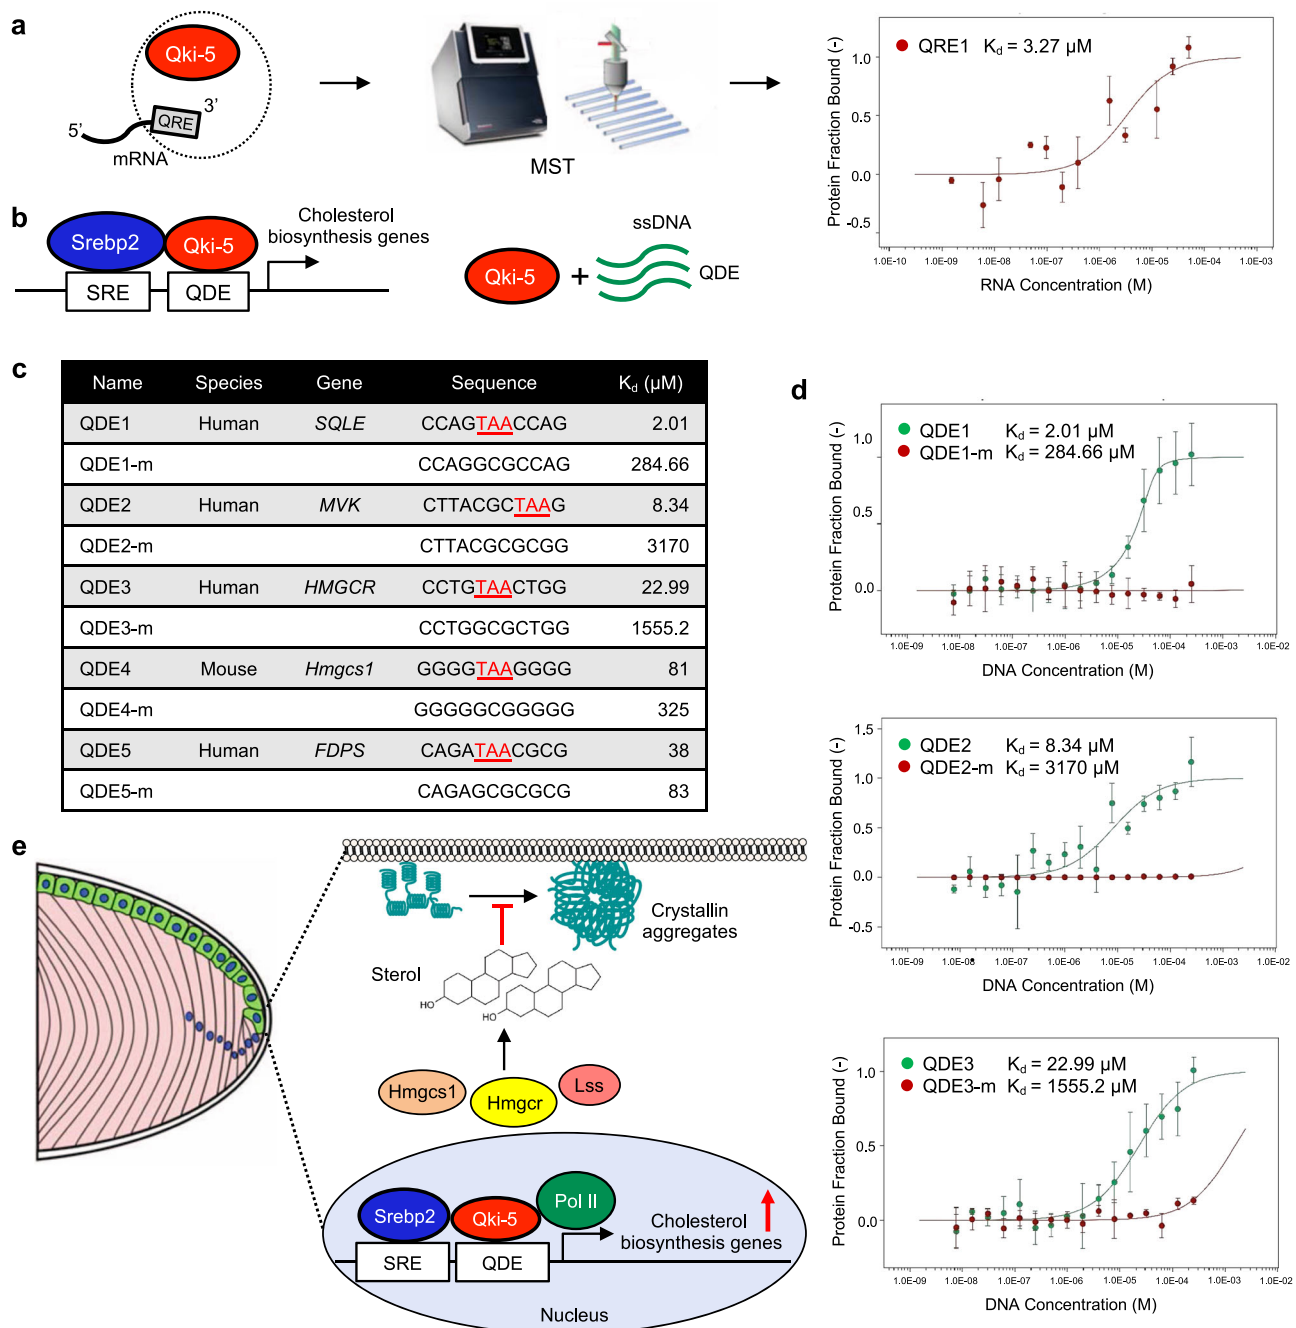 a
Qki-5
3’
QRE
5’
mRNA
MST
QRE1 Kd = 3.27 µM
Protein Fraction Bound (-)
1.0
0.5
0.0
-0.5
1.0E-10 1.0E-09 1.0E-08 1.0E-07 1.0E-06 1.0E-05 1.0E-04 1.0E-03
RNA Concentration (M)
b
Srebp2 Qki-5
Cholesterol
biosynthesis genes
SRE QDE
Qki-5 +
ssDNA
QDE
c
Name Species Gene Sequence Kd (µM)
QDE1 Human SQLE CCAGTAACCAG 2.01
QDE1-m CCAGGCGCCAG 284.66
QDE2 Human MVK CTTACGCTAAG 8.34
QDE2-m CTTACGCGCGG 3170
QDE3 Human HMGCR CCTGTAACTGG 22.99
QDE3-m CCTGGCGCTGG 1555.2
QDE4 Mouse Hmgcs1 GGGGTAAGGGG 81
QDE4-m GGGGGCGGGGG 325
QDE5 Human FDPS CAGATAACGCG 38
QDE5-m CAGAGCGCGCG 83
d
QDE1 Kd = 2.01 µM
QDE1-m Kd = 284.66 µM
Protein Fraction Bound (-)
1.0
0.5
0.0
1.0E-09 1.0E-08 1.0E-07 1.0E-06 1.0E-05 1.0E-04 1.0E-03 1.0E-02
DNA Concentration (M)
QDE2 Kd = 8.34 µM
QDE2-m Kd = 3170 µM
Protein Fraction Bound (-)
1.5
1.0
0.5
0.0
-0.5
1.0E-09 1.0E-08 1.0E-07 1.0E-06 1.0E-05 1.0E-04 1.0E-03 1.0E-02
DNA Concentration (M)
QDE3 Kd = 22.99 µM
QDE3-m Kd = 1555.2 µM
Protein Fraction Bound (-)
1.0
0.5
0.0
1.0E-09 1.0E-08 1.0E-07 1.0E-06 1.0E-05 1.0E-04 1.0E-03 1.0E-02
DNA Concentration (M)
e
Crystallin
aggregates
Sterol
HO
HO
Hmgcs1 Hmgcr Lss
Srebp2 Qki-5 Pol II
Cholesterol
biosynthesis genes
SRE QDE
Nucleus